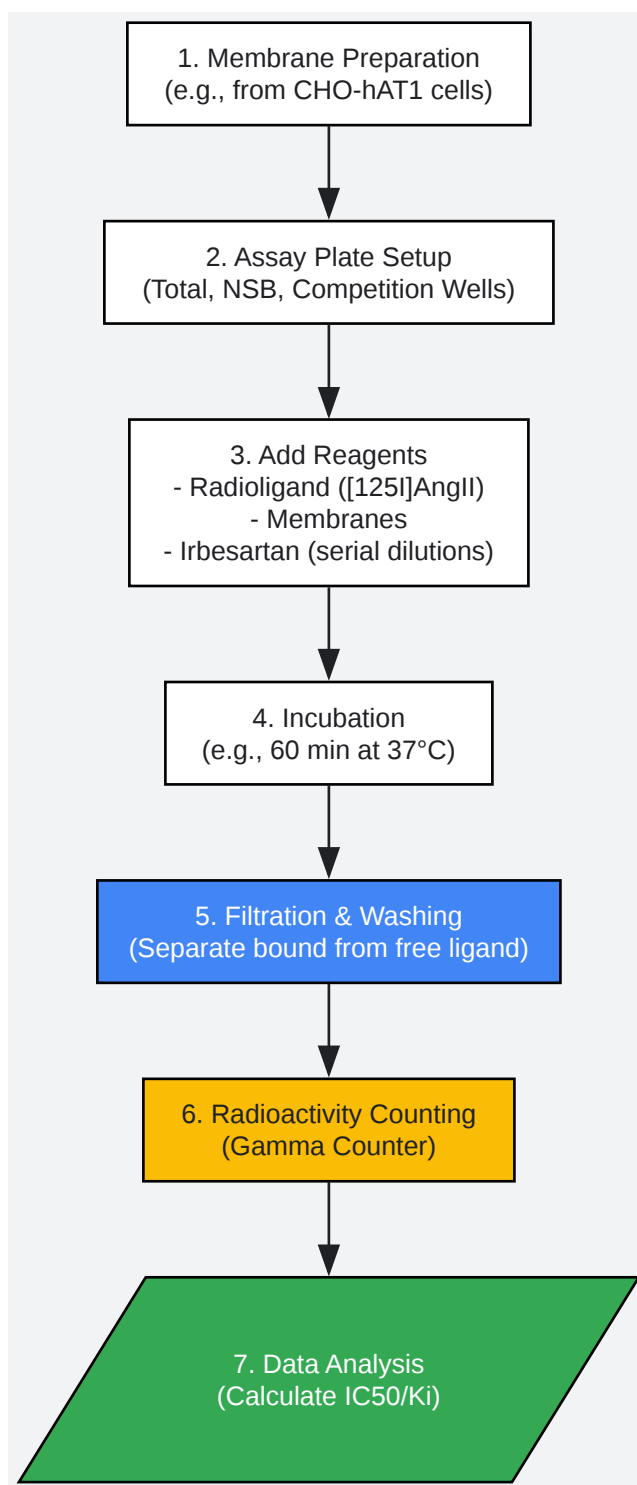 1. Membrane Preparation
(e.g., from CHO-hAT1 cells)
2. Assay Plate Setup
(Total, NSB, Competition Wells)
3. Add Reagents
- Radioligand ([125I]AngII)
- Membranes
- Irbesartan (serial dilutions)
4. Incubation
(e.g., 60 min at 37°C)
5. Filtration & Washing
(Separate bound from free ligand)
6. Radioactivity Counting
(Gamma Counter)
7. Data Analysis
(Calculate IC50/Ki)